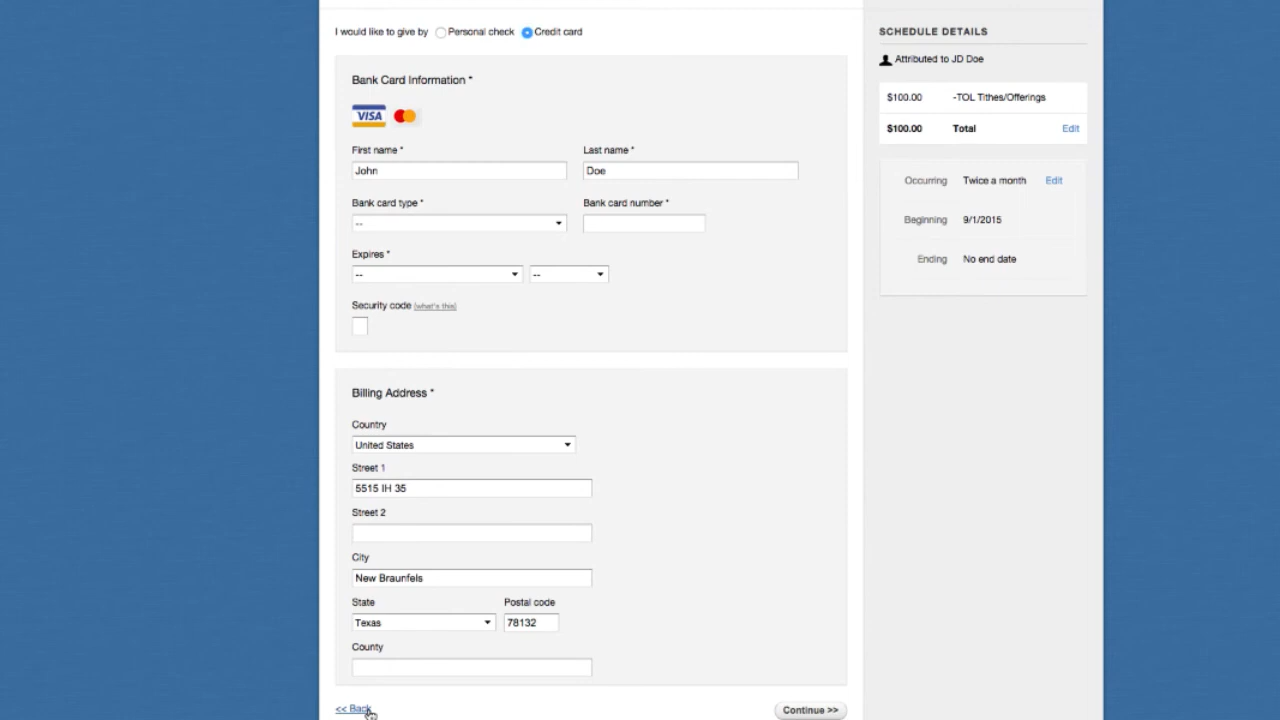 I would like to give by Personal check Credit card
Bank Card Information *
VISA
First name * Last name *
John Doe
Bank card type * Bank card number *
--
Expires *
-- --
Security code (what's this)
Billing Address *
Country
United States
Street 1
5515 IH 35
Street 2
City
New Braunfels
State Postal code
Texas 78132
County
<< Back Continue >>
SCHEDULE DETAILS
Attributed to JD Doe
$100.00 -TOL Tithes/Offerings
$100.00 Total Edit
Occurring Twice a month Edit
Beginning 9/1/2015
Ending No end date